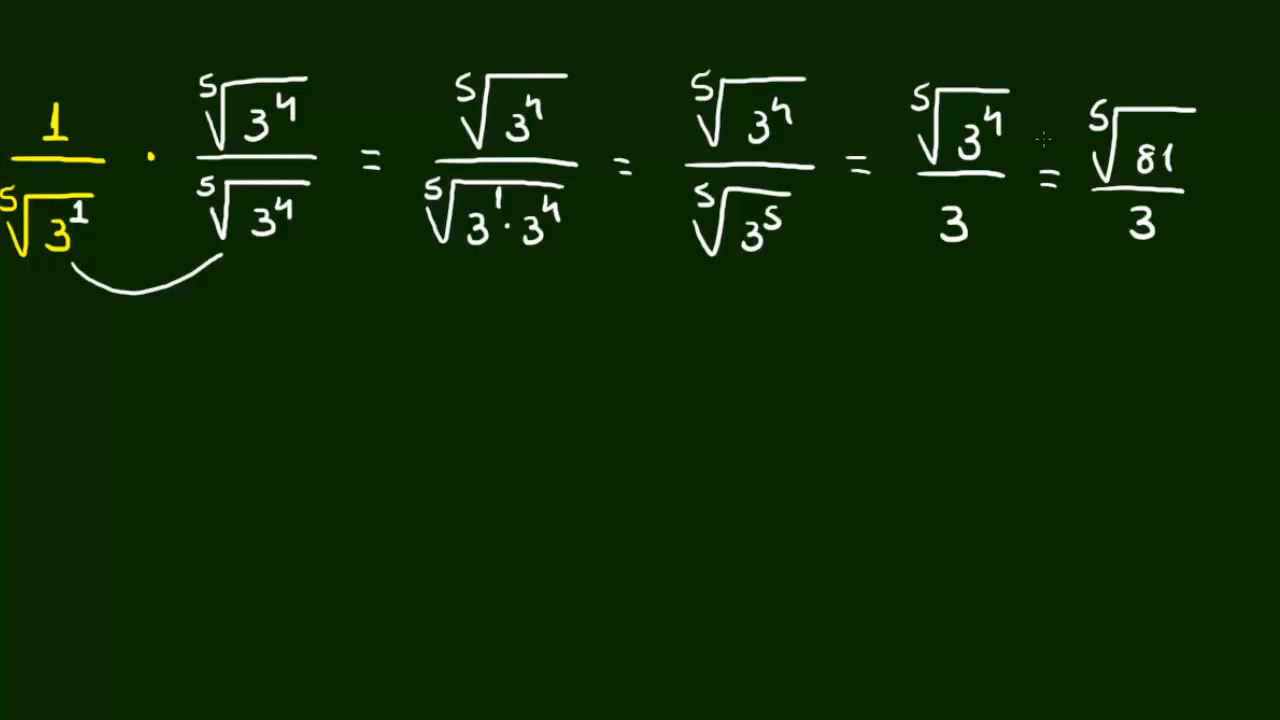 1/⁵√3¹ · ⁵√3⁴/⁵√3⁴ = ⁵√3⁴/⁵√3¹·3⁴ = ⁵√3⁴/⁵√3⁵ = ⁵√3⁴/3 = ⁵√81/3